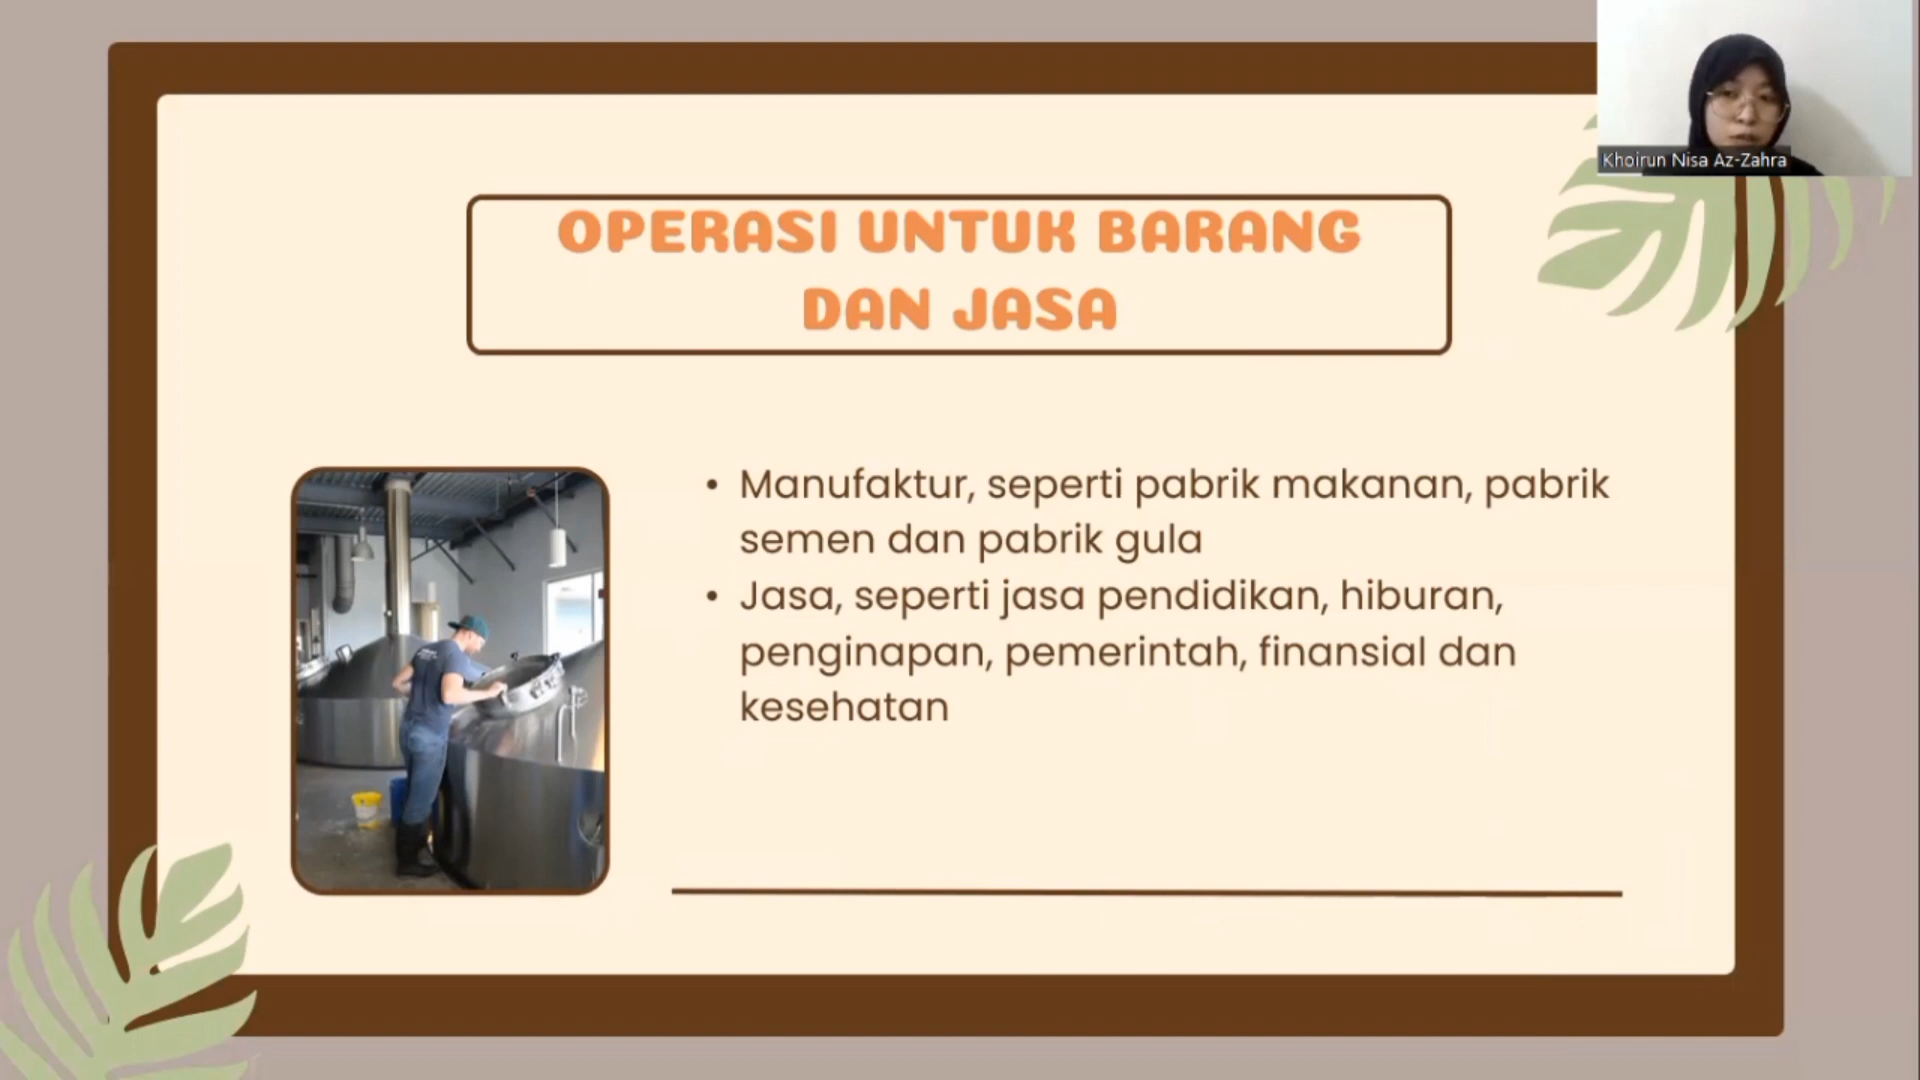 Khoirun Nisa Az-Zahra
OPERASI UNTUK BARANG
DAN JASA
• Manufaktur, seperti pabrik makanan, pabrik
semen dan pabrik gula
• Jasa, seperti jasa pendidikan, hiburan,
penginapan, pemerintah, finansial dan
kesehatan